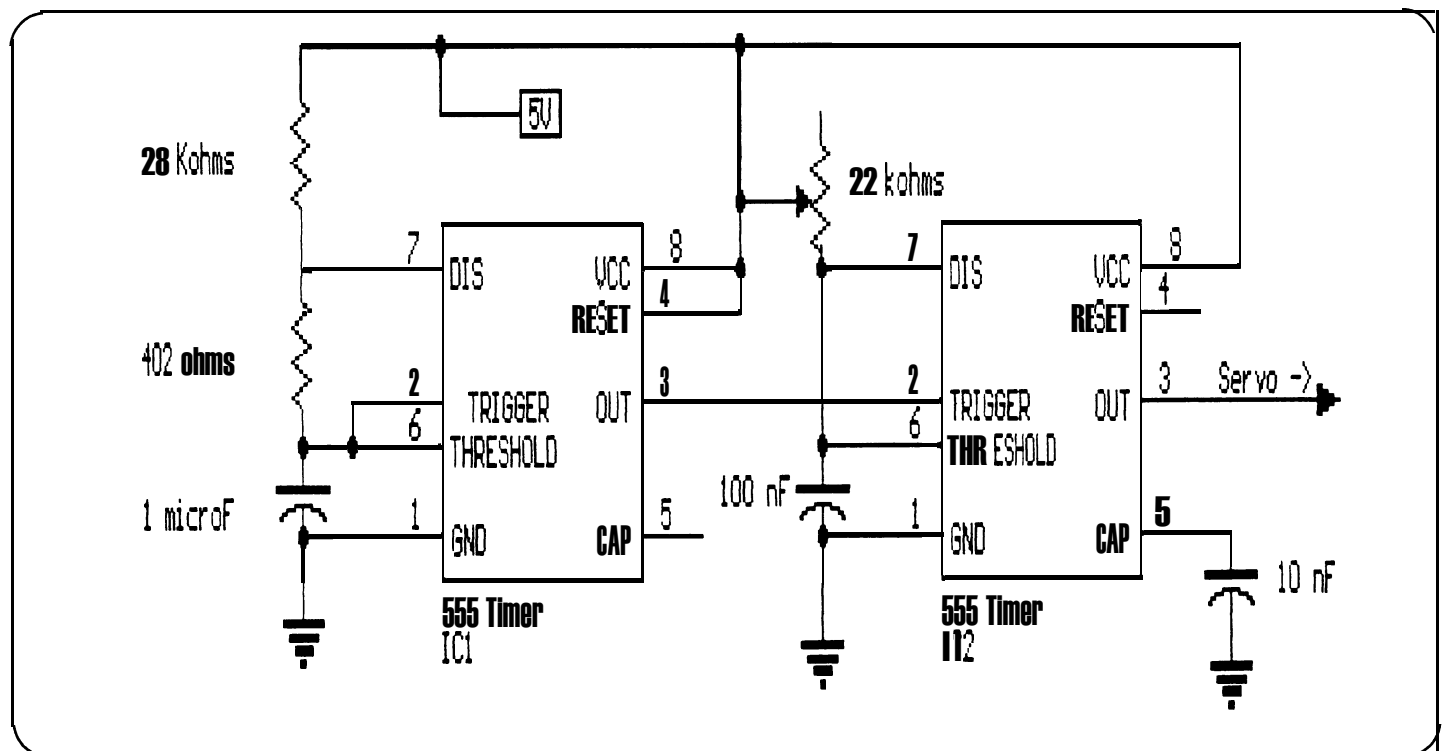 5V
28 Kohms
22 kohms
7
DIS
VCC
8
4
RESET
7
DIS
VCC
8
4
RESET
402 ohms
2
TRIGGER
OUT
3
6
THRESHOLD
2
TRIGGER
OUT
3
Servo ->
6
THR ESHOLD
1 microF
1
GND
CAP
5
100 nF
1
GND
CAP
5
10 nF
555 Timer
IC1
555 Timer